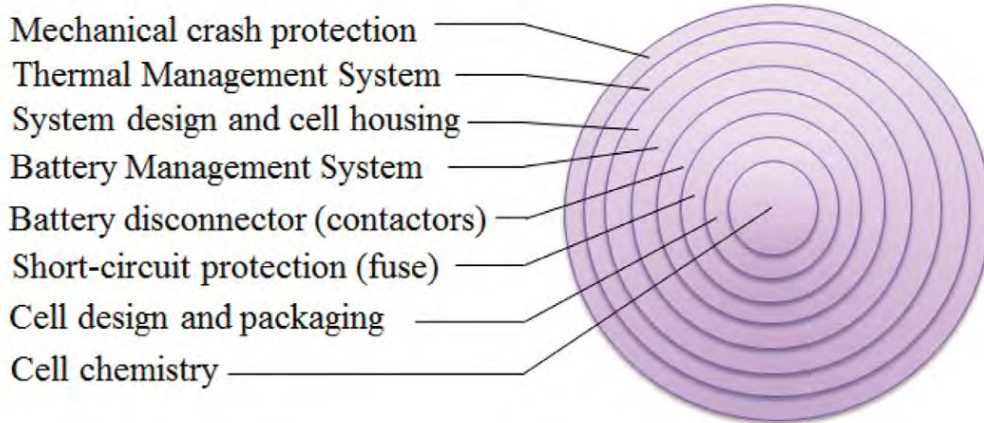 Mechanical crash protection
Thermal Management System
System design and cell housing
Battery Management System
Battery disconnector (contactors)
Short-circuit protection (fuse)
Cell design and packaging
Cell chemistry